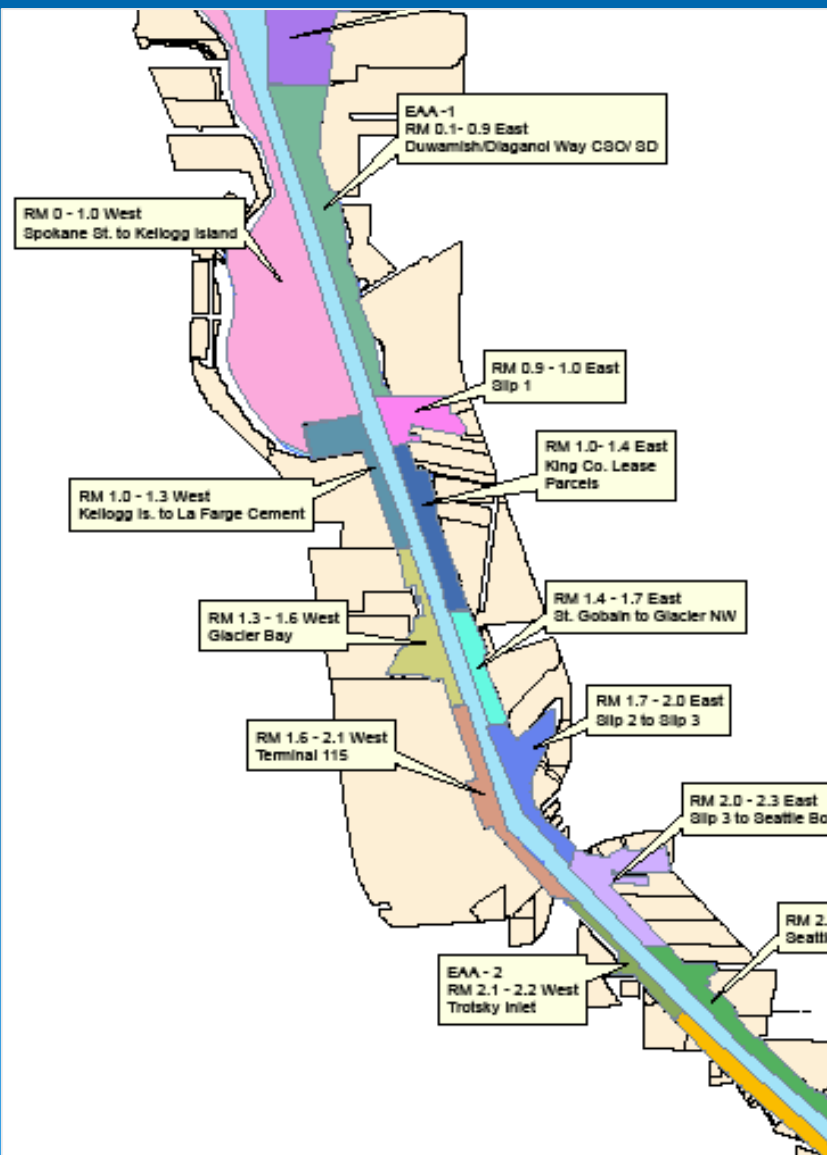 EAA -1
RM 0.1- 0.9 East
Duwamish/Diaganol Way CSO/ SD
RM 0 - 1.0 West
Spokane St. to Kellogg Island
RM 0.9 - 1.0 East
Slip 1
RM 1.0- 1.4 East
King Co. Lease
Parcels
RM 1.0 - 1.3 West
Kellogg Is. to La Farge Cement
RM 1.4 - 1.7 East
St. Gobain to Glacier NW
RM 1.3 - 1.6 West
Glacier Bay
RM 1.7 - 2.0 East
Slip 2 to Slip 3
RM 1.6 - 2.1 West
Terminal 115
RM 2.0 - 2.3 East
Slip 3 to Seattle Bo
RM 2.
Seattl
EAA - 2
RM 2.1 - 2.2 West
Trotsky Inlet